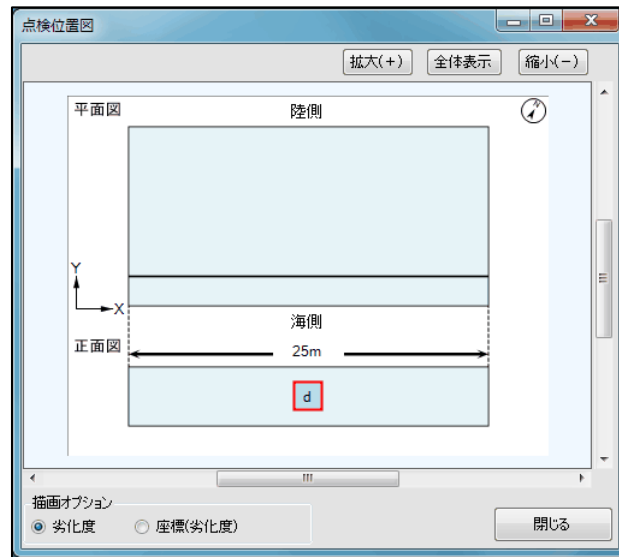 点検位置図
拡大(+) 全体表示 縮小(-)
平面図 陸側
N
Y
X
海側
正面図 25m
d
描画オプション
劣化度 座標(劣化度) 閉じる